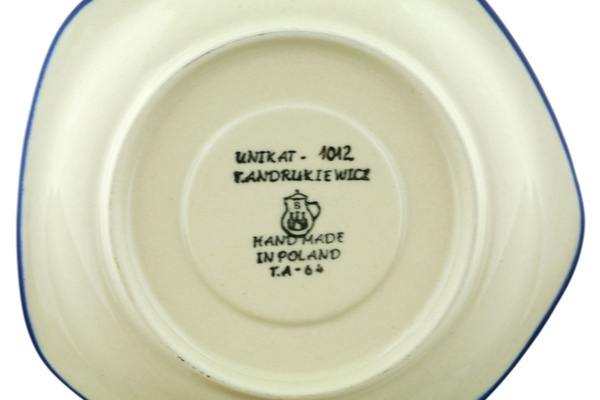 UNIKAT - 1012
T.ANDRUKIEWICZ
S
HAND MADE
IN POLAND
T.A - 64